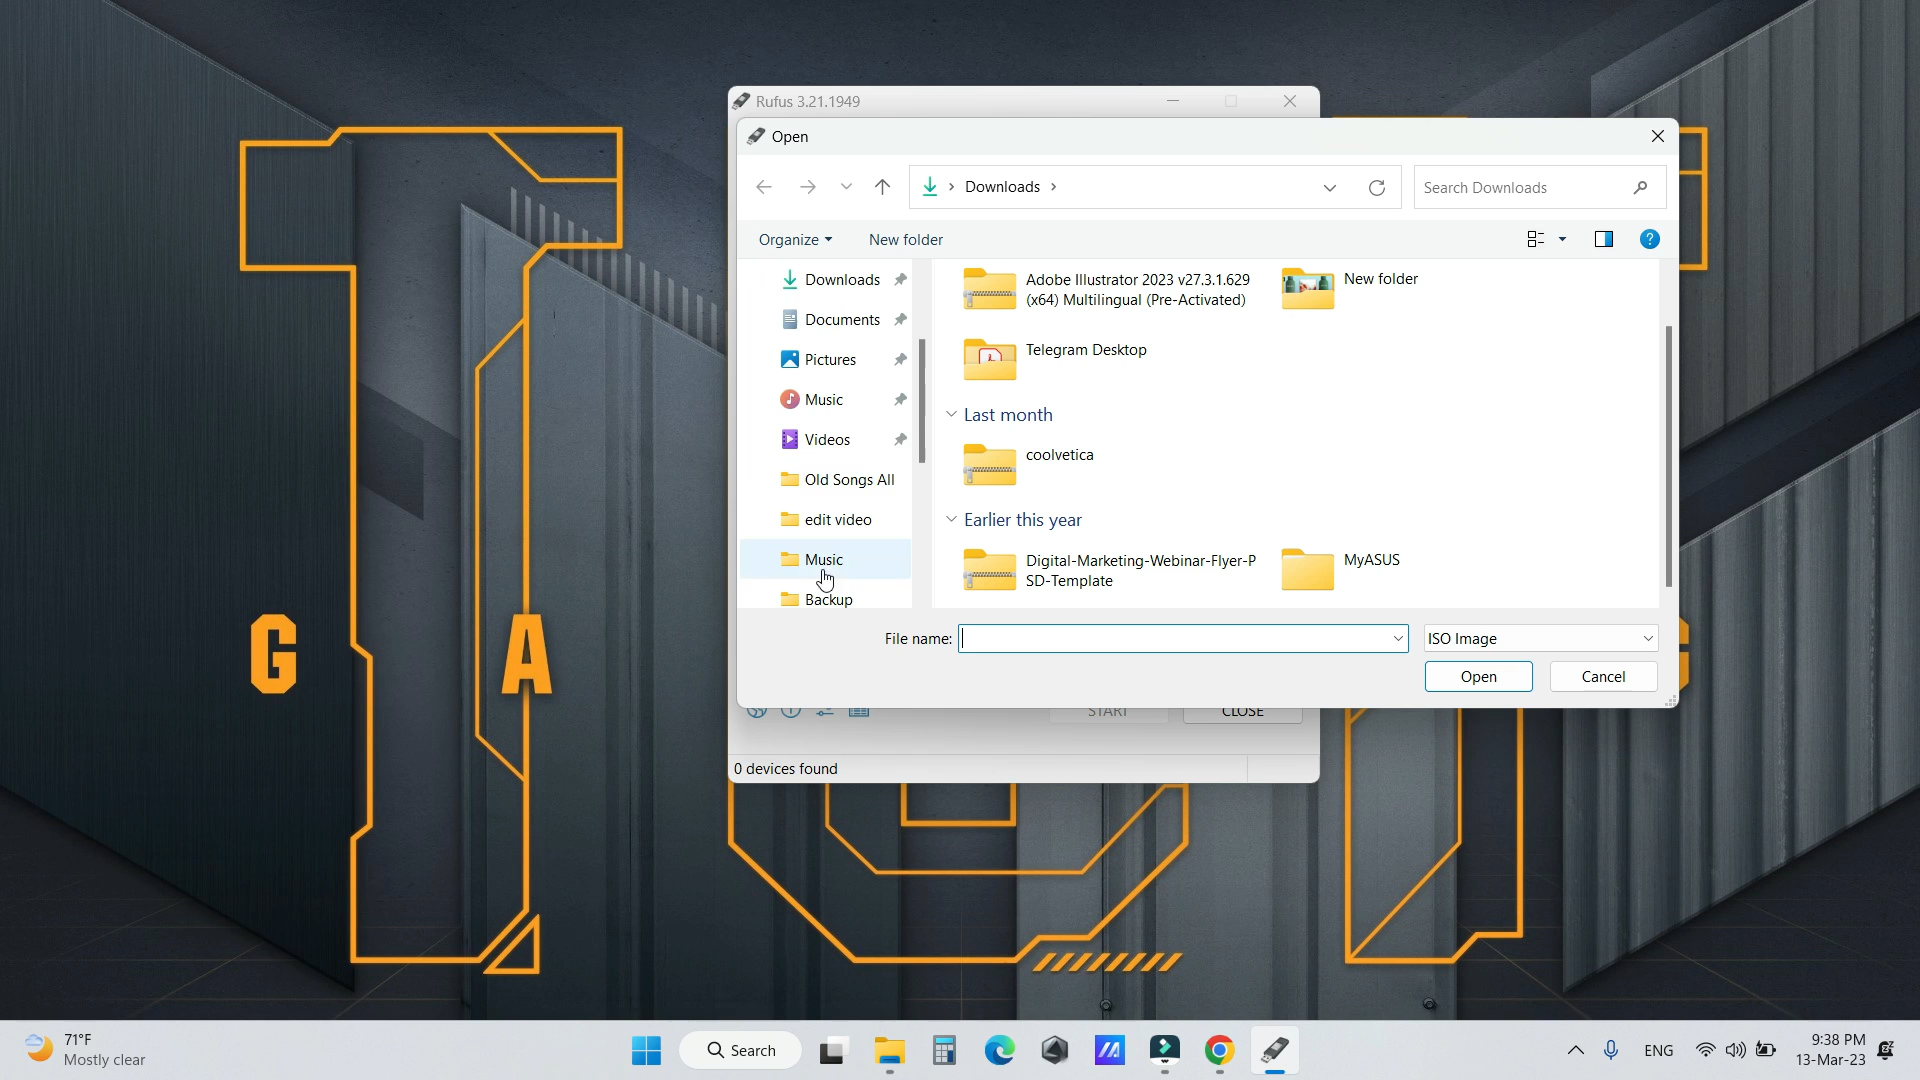 Rufus 3.21.1949
Open
Downloads
Search Downloads
Organize
New folder
Downloads
Documents
Pictures
Music
Videos
Old Songs All
edit video
Music
Backup
Adobe Illustrator 2023 v27.3.1.629
(x64) Multilingual (Pre-Activated)
New folder
Telegram Desktop
Last month
coolvetica
Earlier this year
Digital-Marketing-Webinar-Flyer-P
SD-Template
MyASUS
File name:
ISO Image
Open
Cancel
START
CLOSE
0 devices found
G
A
G
71°F
Mostly clear
Search
ENG
9:38 PM
13-Mar-23